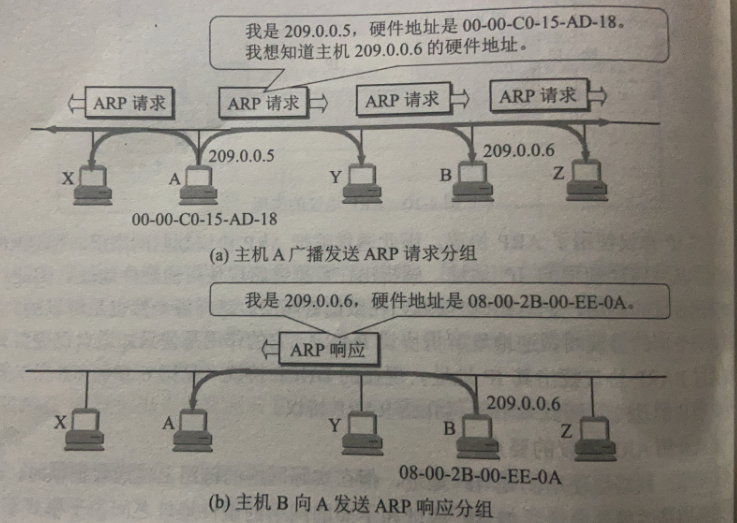 我是 209.0.0.5，硬件地址是 00-00-C0-15-AD-18。
我想知道主机 209.0.0.6 的硬件地址。
ARP 请求
ARP 请求
ARP 请求
ARP 请求
209.0.0.5
209.0.0.6
X
A
Y
B
Z
00-00-C0-15-AD-18
(a) 主机 A 广播发送 ARP 请求分组
我是 209.0.0.6，硬件地址是 08-00-2B-00-EE-0A。
ARP 响应
209.0.0.6
X
A
Y
B
Z
08-00-2B-00-EE-0A
(b) 主机 B 向 A 发送 ARP 响应分组